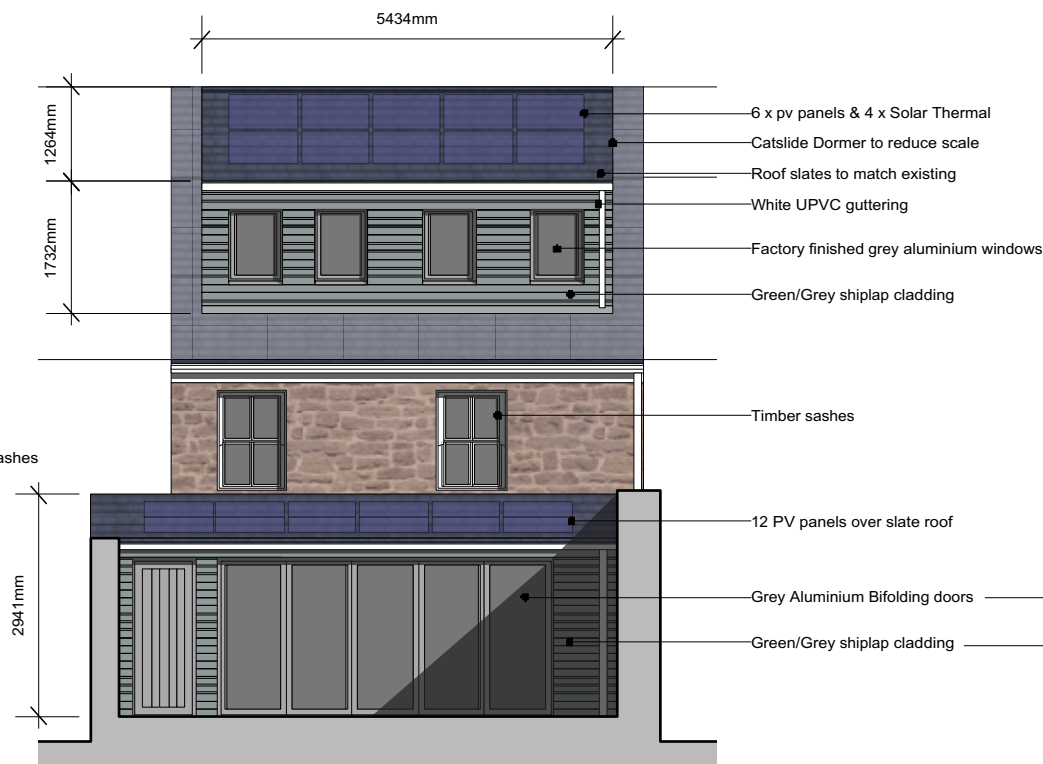 5434mm
1264mm
1732mm
6 x pv panels & 4 x Solar Thermal
Catslide Dormer to reduce scale
Roof slates to match existing
White UPVC guttering
Factory finished grey aluminium windows
Green/Grey shiplap cladding
Timber sashes
ashes
2941mm
12 PV panels over slate roof
Grey Aluminium Bifolding doors
Green/Grey shiplap cladding